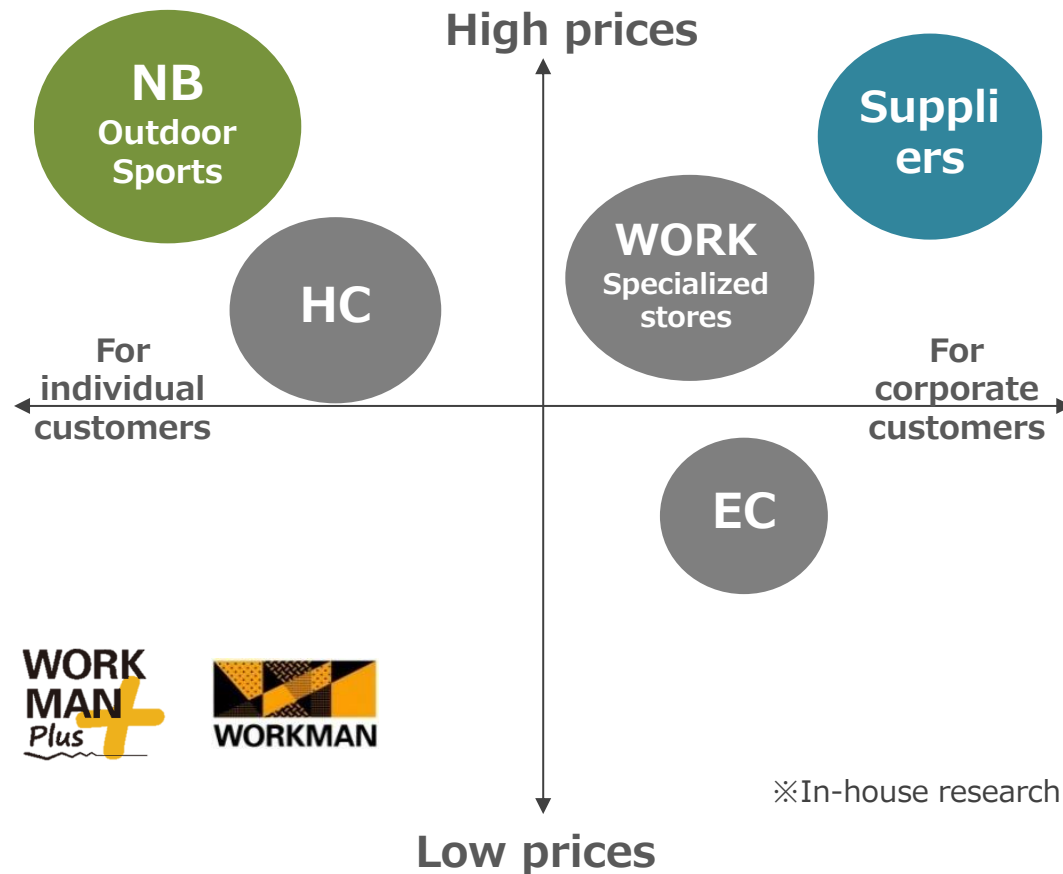 High prices
NB
Outdoor
Sports
Suppli
ers
WORK
Specialized
stores
HC
For
individual
customers
For
corporate
customers
EC
WORK
MAN
Plus
WORKMAN
※In-house research
Low prices